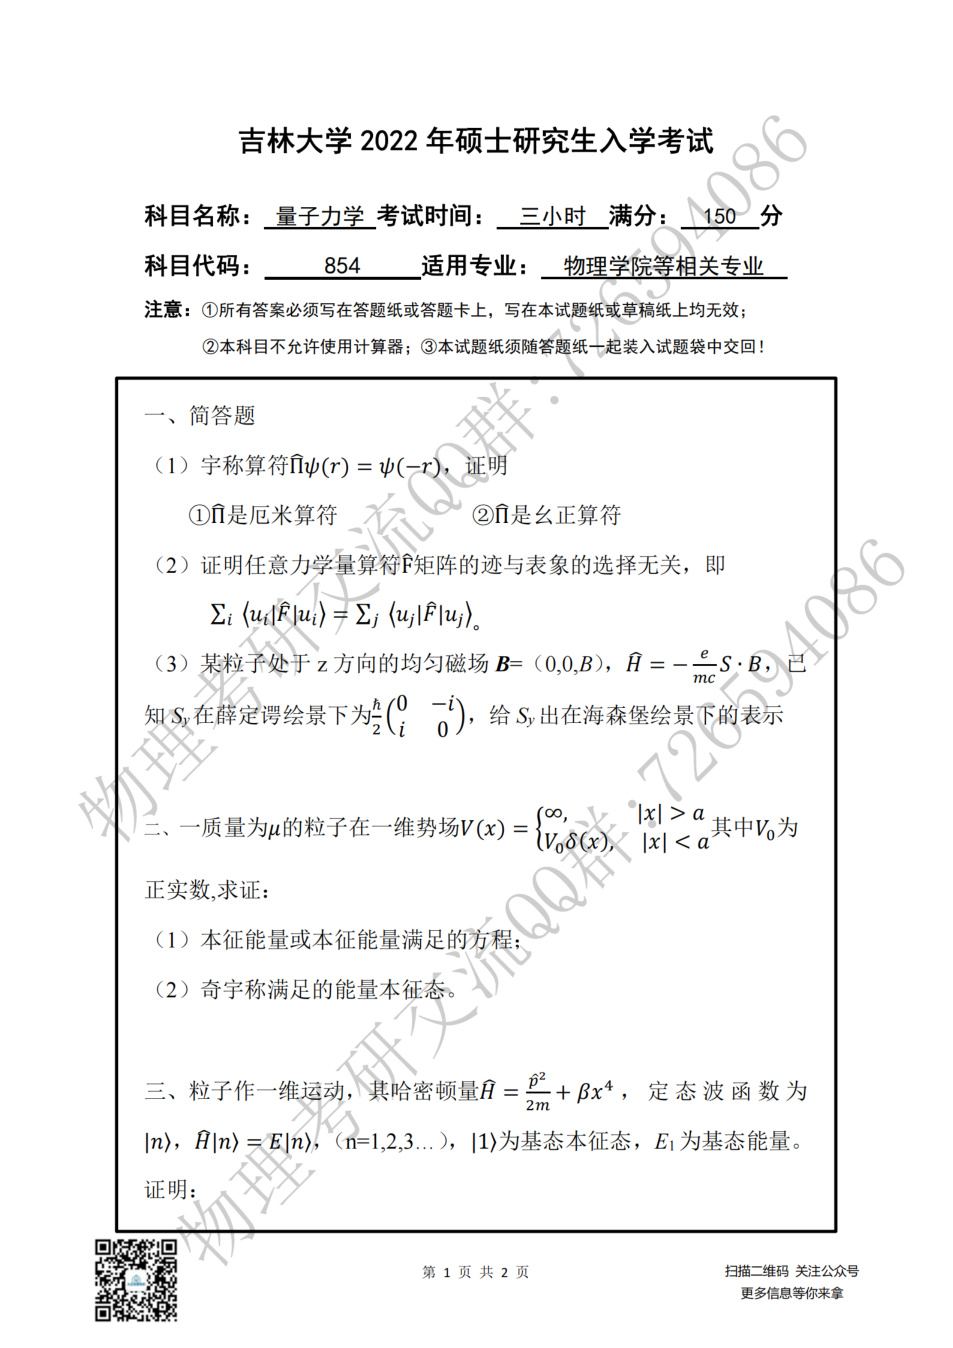 吉林大学 2022 年硕士研究生入学考试
科目名称： 量子力学 考试时间： 三小时 满分： 150 分
科目代码： 854 适用专业： 物理学院等相关专业
注意：①所有答案必须写在答题纸或答题卡上，写在本试题纸或草稿纸上均无效；
②本科目不允许使用计算器；③本试题纸须随答题纸一起装入试题袋中交回！
一、简答题
（1）宇称算符Π̂ψ(r) = ψ(−r)，证明
①Π̂是厄米算符 ②Π̂是幺正算符
（2）证明任意力学量算符F̂矩阵的迹与表象的选择无关，即
∑ᵢ ⟨uᵢ|F̂|uᵢ⟩ = ∑ⱼ ⟨uⱼ|F̂|uⱼ⟩。
（3）某粒子处于 z 方向的均匀磁场 B=（0,0,B），Ĥ = − e/mc S · B，已
知 Sy 在薛定谔绘景下为 ħ/2 (0 −i; i 0)，给 Sy 出在海森堡绘景下的表示
二、一质量为μ的粒子在一维势场V(x) = {∞, |x| > a; V₀δ(x), |x| < a 其中V₀为
正实数,求证：
（1）本征能量或本征能量满足的方程；
（2）奇宇称满足的能量本征态。
三、粒子作一维运动，其哈密顿量Ĥ = p̂²/2m + βx⁴ ，定态波函数为
|n⟩，Ĥ|n⟩ = E|n⟩，（n=1,2,3…），|1⟩为基态本征态，E₁ 为基态能量。
证明：
第 1 页 共 2 页
扫描二维码 关注公众号
更多信息等你来拿
物理考研交流QQ群：726594086
物理考研交流QQ群：726594086